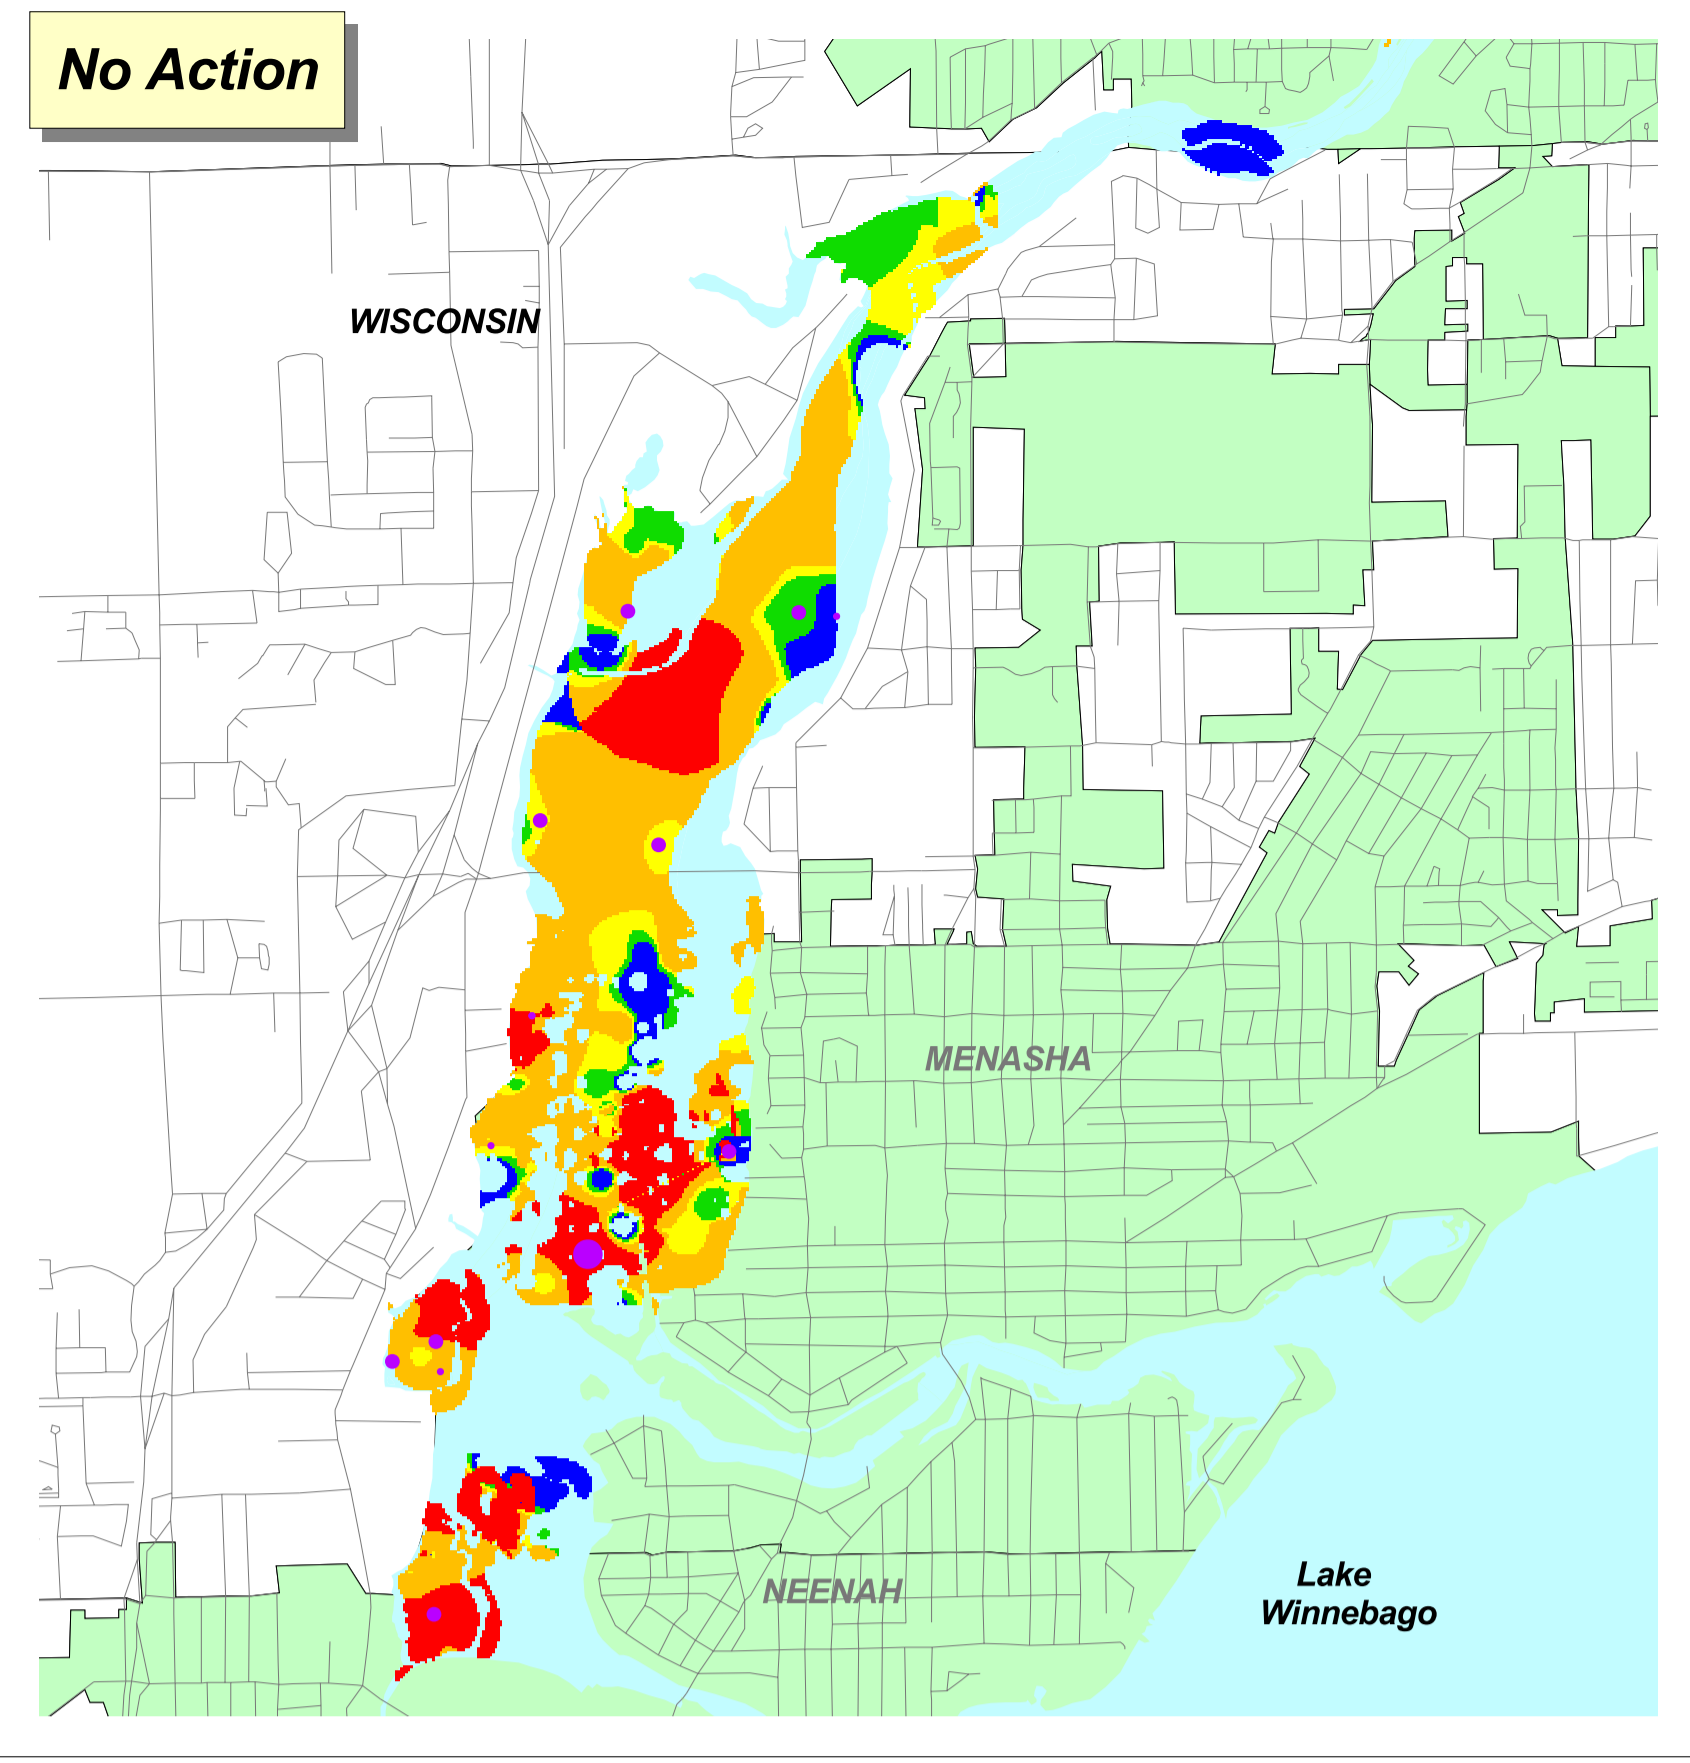 No Action
WISCONSIN
MENASHA
NEENAH
Lake
Winnebago